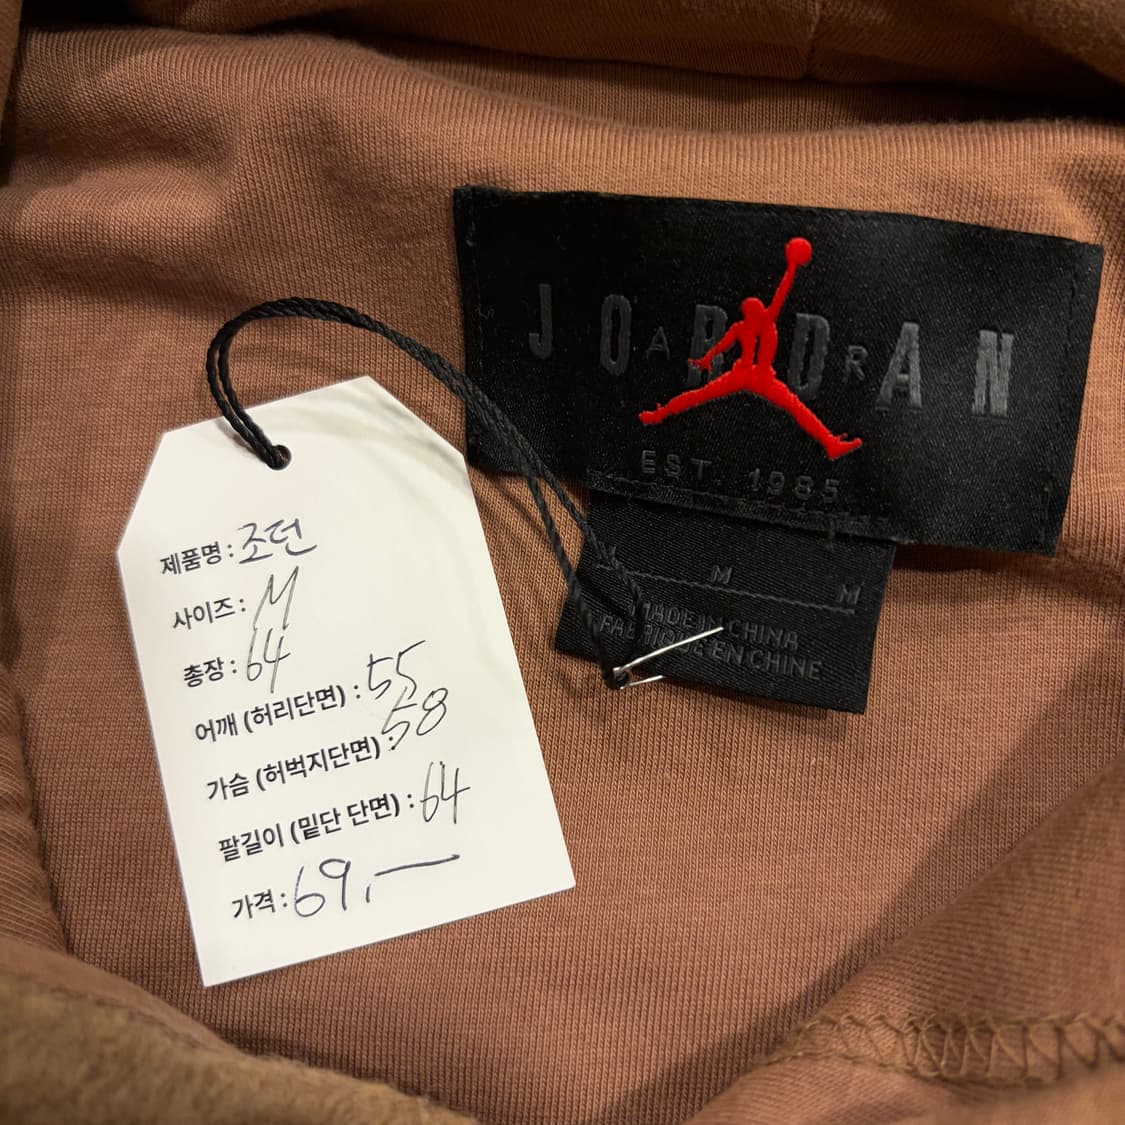 JORDAN
AR
EST. 1985
M M
MADE IN CHINA
FABRIQUE EN CHINE
제품명 : 조던
사이즈 : M
총장 : 64
어깨 (허리단면) : 55
가슴 (허벅지단면) : 58
팔길이 (밑단 단면) : 64
가격 : 69,—